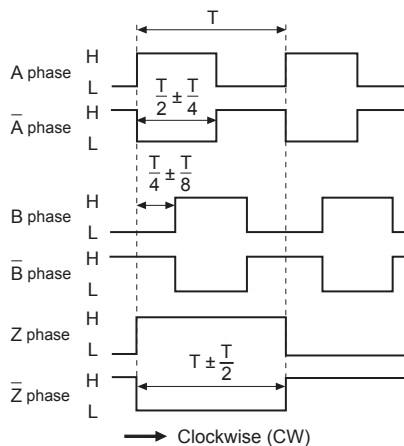 T
A phase H
L
Ā phase H
L
T/2 ± T/4
T/4 ± T/8
B phase H
L
B̄ phase H
L
Z phase H
L
Z̄ phase H
L
T ± T/2
Clockwise (CW)